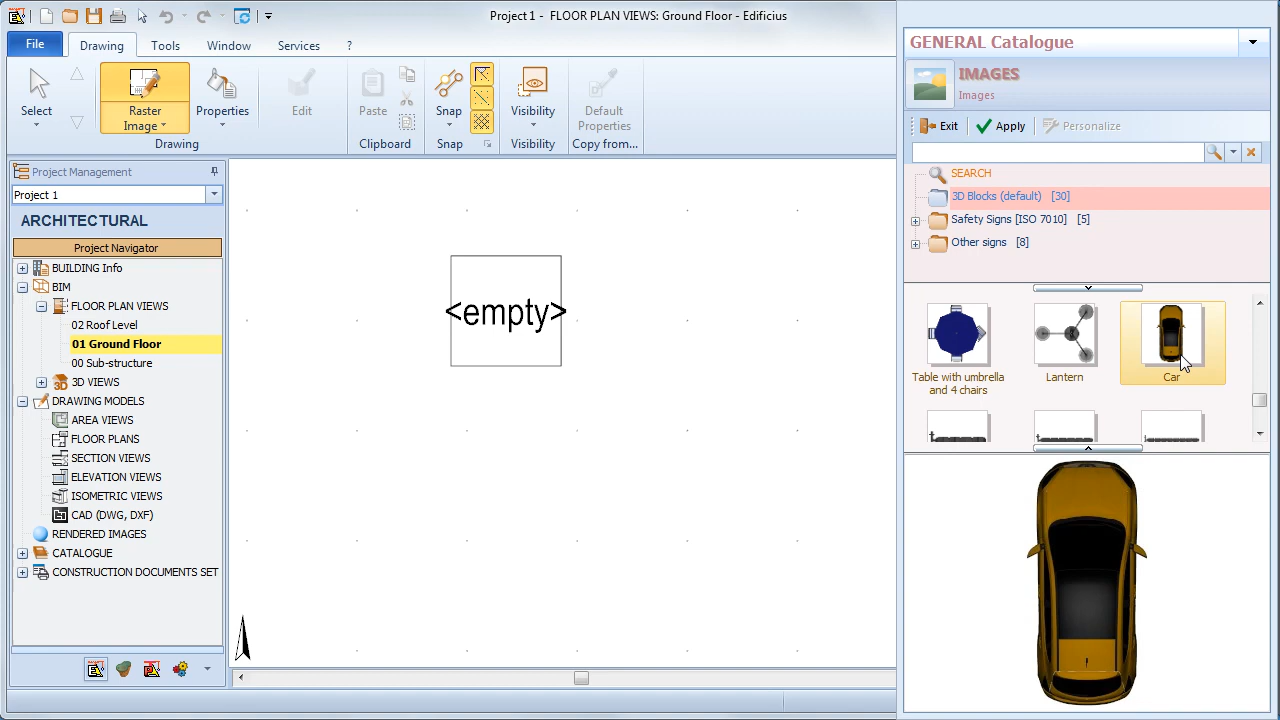 Project 1 - FLOOR PLAN VIEWS: Ground Floor - Edificius
File
Drawing
Tools
Window
Services
?
Select
Raster
Image
Properties
Edit
Drawing
Paste
Clipboard
Snap
Snap
Visibility
Visibility
Default
Properties
Copy from...
Project Management
Project 1
ARCHITECTURAL
Project Navigator
BUILDING Info
BIM
FLOOR PLAN VIEWS
02 Roof Level
01 Ground Floor
00 Sub-structure
3D VIEWS
DRAWING MODELS
AREA VIEWS
FLOOR PLANS
SECTION VIEWS
ELEVATION VIEWS
ISOMETRIC VIEWS
CAD (DWG, DXF)
RENDERED IMAGES
CATALOGUE
CONSTRUCTION DOCUMENTS SET
<empty>
GENERAL Catalogue
IMAGES
Images
Exit
Apply
Personalize
SEARCH
3D Blocks (default) [30]
Safety Signs [ISO 7010] [5]
Other signs [8]
Table with umbrella
and 4 chairs
Lantern
Car